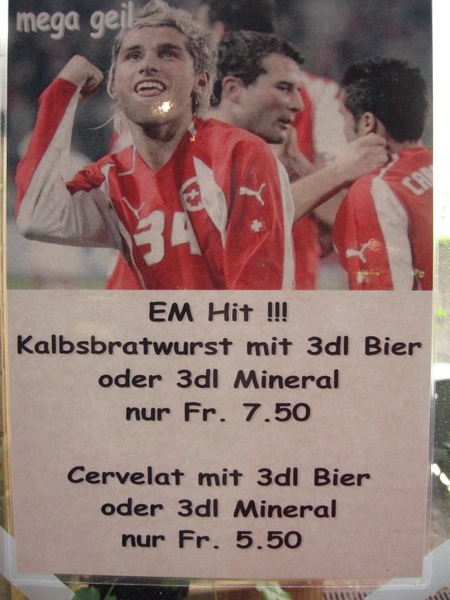 mega geil
34
EM Hit !!!
Kalbsbratwurst mit 3dl Bier
oder 3dl Mineral
nur Fr. 7.50
Cervelat mit 3dl Bier
oder 3dl Mineral
nur Fr. 5.50